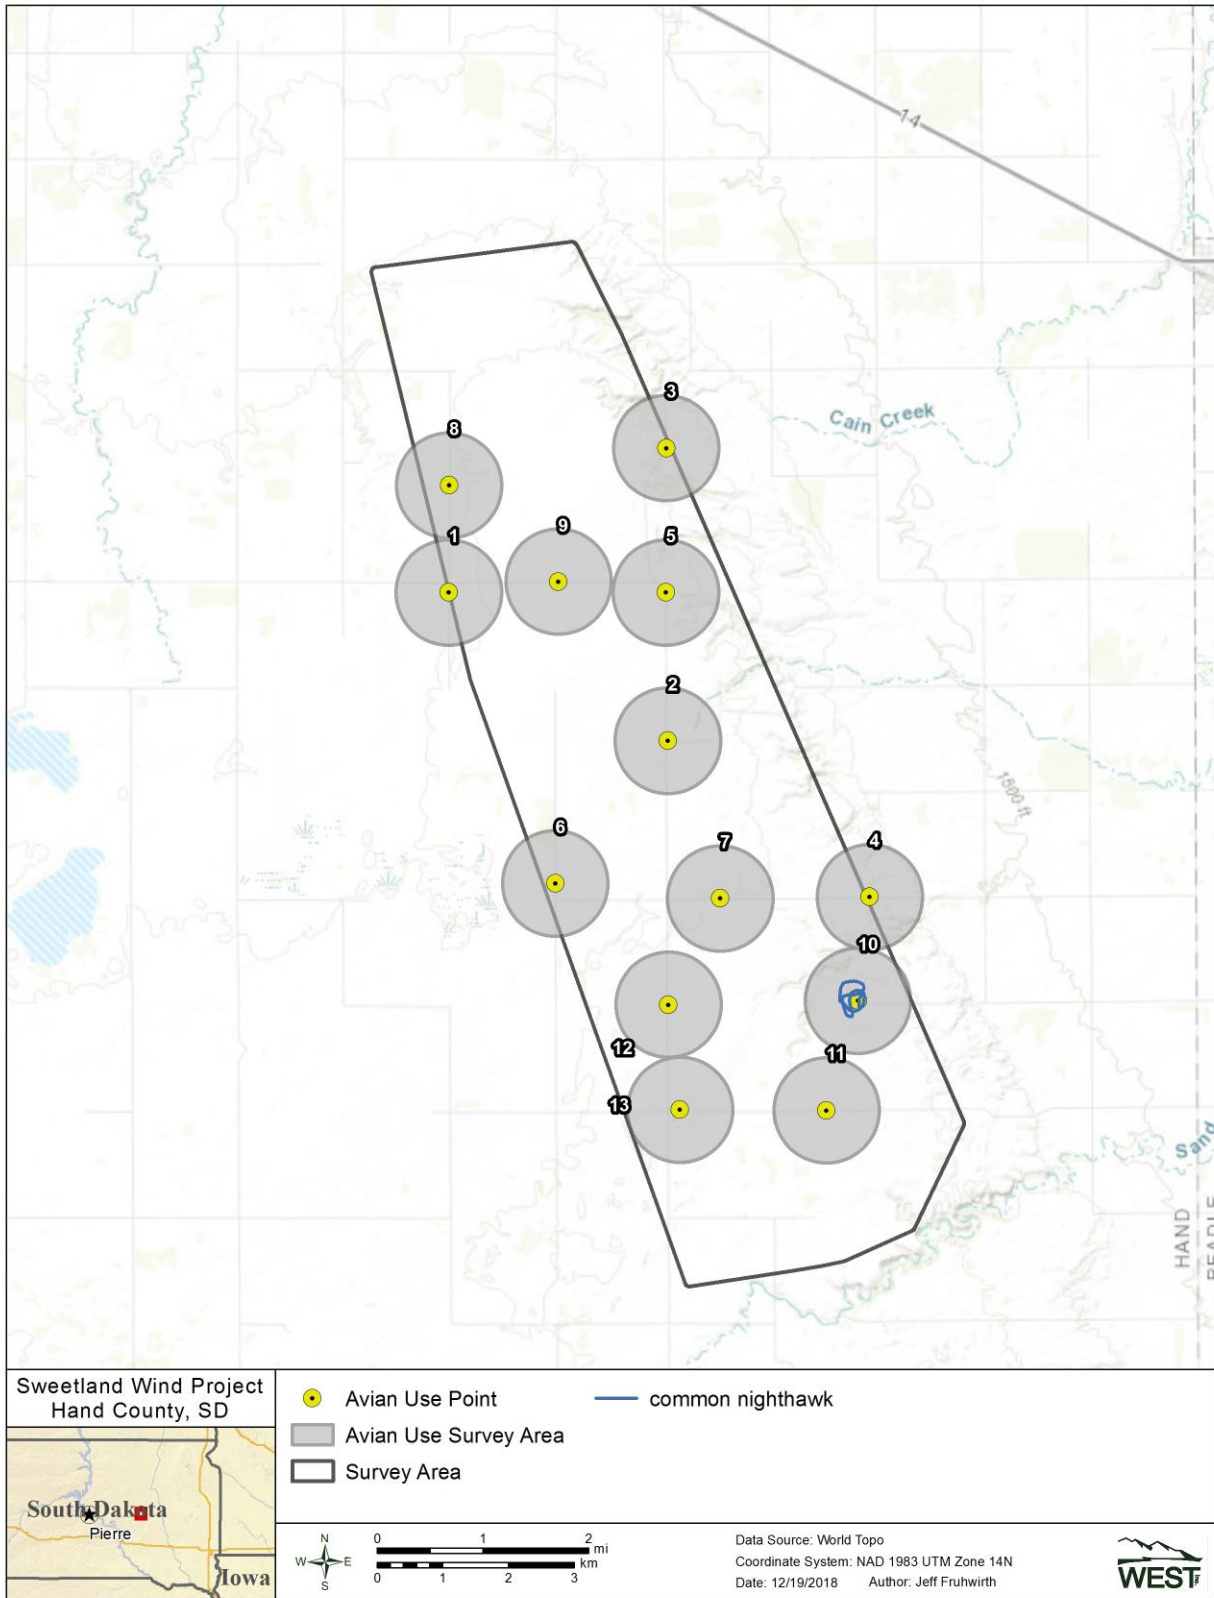 14
3
Cain Creek
8
9
1
5
2
1500 ft
6
7
4
10
12
11
13
Sand
HAND
BEADLE
Sweetland Wind Project
Hand County, SD
Avian Use Point
common nighthawk
Avian Use Survey Area
Survey Area
South Dakota
Pierre
Iowa
N
W E
S
0 1 2
mi
km
0 1 2 3
Data Source: World Topo
Coordinate System: NAD 1983 UTM Zone 14N
Date: 12/19/2018 Author: Jeff Fruhwirth
WEST Inc.